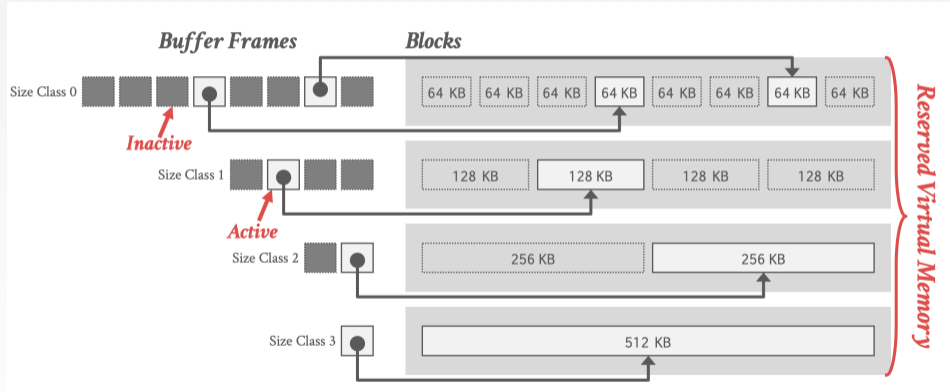 Buffer Frames
Blocks
Size Class 0
64 KB 64 KB 64 KB 64 KB 64 KB 64 KB 64 KB 64 KB
Inactive
Size Class 1
128 KB 128 KB 128 KB 128 KB
Active
Size Class 2
256 KB 256 KB
Size Class 3
512 KB
Reserved Virtual Memory